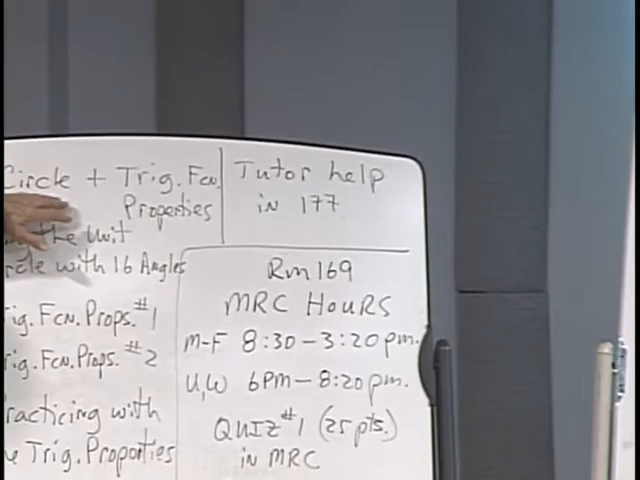 Circle + Trig. Fcn.
Properties
the Unit
rcle with 16 Angles
ig. Fcn. Props. #1
rig. Fcn. Props. #2
racticing with
e Trig. Properties
Tutor help
in 177
Rm 169
MRC HOURS
M-F 8:30-3:20pm.
U,W 6PM-8:20pm.
QUIZ #1 (25 pts.)
in MRC